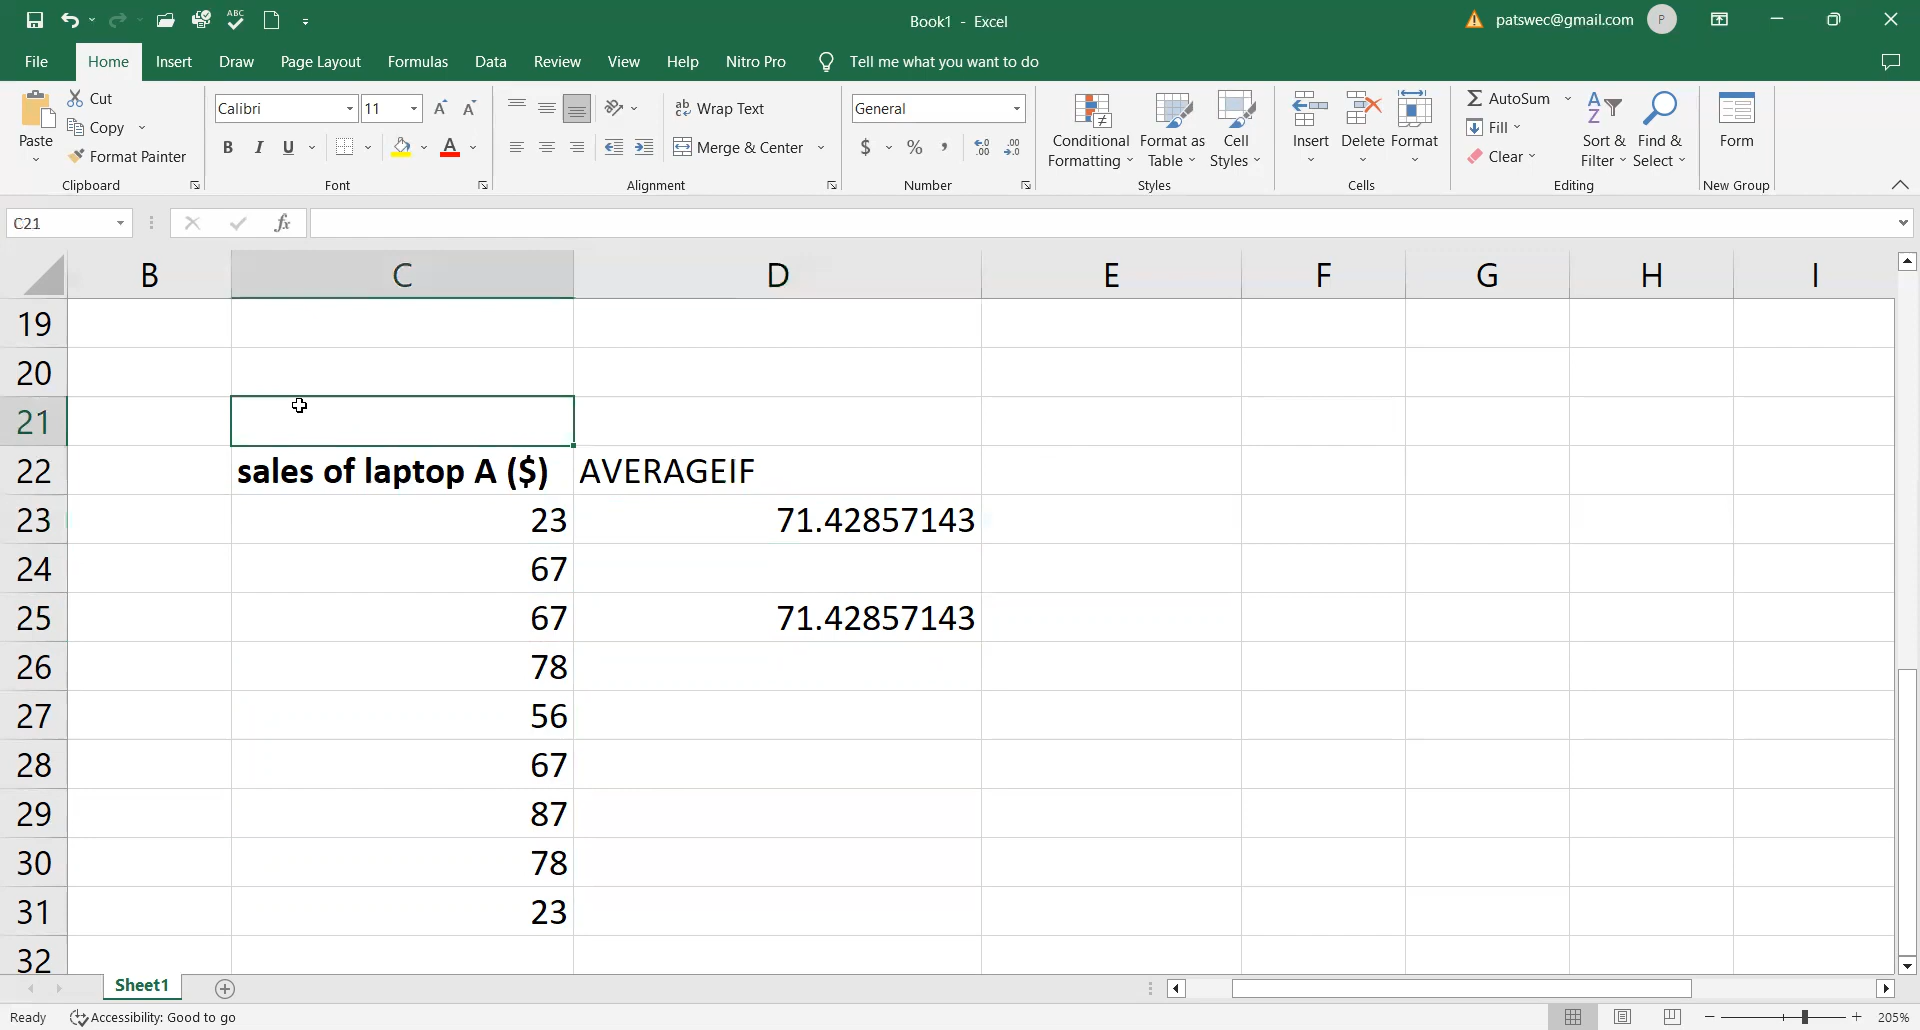 Book1 - Excel
patswec@gmail.com
P
File
Home
Insert
Draw
Page Layout
Formulas
Data
Review
View
Help
Nitro Pro
Tell me what you want to do
Paste
Cut
Copy
Format Painter
Clipboard
Calibri
11
B I U
Font
Wrap Text
Merge & Center
Alignment
General
$ % ,
Number
Conditional
Formatting
Format as
Table
Cell
Styles
Styles
Insert
Delete
Format
Cells
AutoSum
Fill
Clear
Sort &
Filter
Find &
Select
Editing
Form
New Group
C21
fx
B C D E F G H I
19
20
21
22 sales of laptop A ($) AVERAGEIF
23 23 71.42857143
24 67
25 67 71.42857143
26 78
27 56
28 67
29 87
30 78
31 23
32
Sheet1
Ready
Accessibility: Good to go
205%